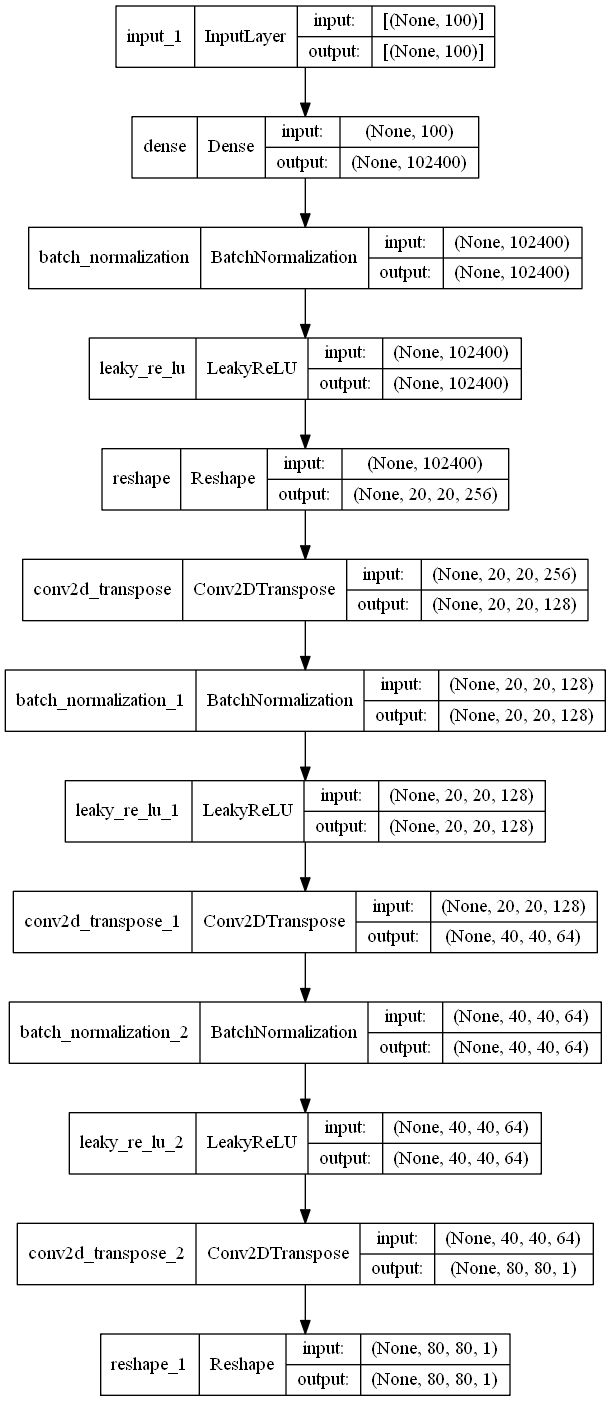 input_1 InputLayer input: [(None, 100)]
output: [(None, 100)]
dense Dense input: (None, 100)
output: (None, 102400)
batch_normalization BatchNormalization input: (None, 102400)
output: (None, 102400)
leaky_re_lu LeakyReLU input: (None, 102400)
output: (None, 102400)
reshape Reshape input: (None, 102400)
output: (None, 20, 20, 256)
conv2d_transpose Conv2DTranspose input: (None, 20, 20, 256)
output: (None, 20, 20, 128)
batch_normalization_1 BatchNormalization input: (None, 20, 20, 128)
output: (None, 20, 20, 128)
leaky_re_lu_1 LeakyReLU input: (None, 20, 20, 128)
output: (None, 20, 20, 128)
conv2d_transpose_1 Conv2DTranspose input: (None, 20, 20, 128)
output: (None, 40, 40, 64)
batch_normalization_2 BatchNormalization input: (None, 40, 40, 64)
output: (None, 40, 40, 64)
leaky_re_lu_2 LeakyReLU input: (None, 40, 40, 64)
output: (None, 40, 40, 64)
conv2d_transpose_2 Conv2DTranspose input: (None, 40, 40, 64)
output: (None, 80, 80, 1)
reshape_1 Reshape input: (None, 80, 80, 1)
output: (None, 80, 80, 1)